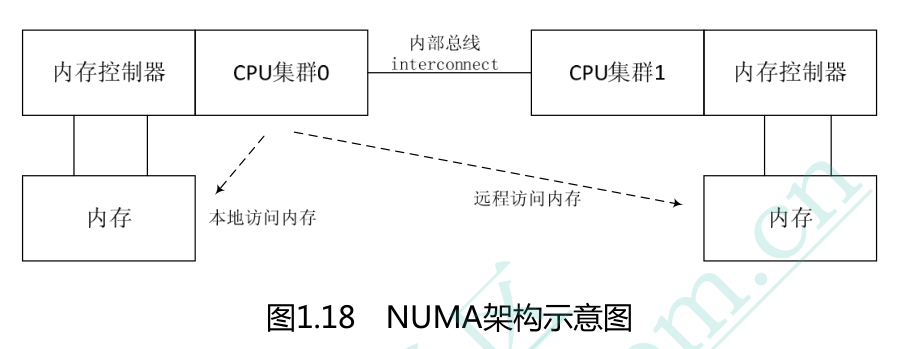 内部总线
interconnect
内存控制器
CPU集群0
CPU集群1
内存控制器
内存
本地访问内存
远程访问内存
内存
图1.18 NUMA架构示意图
om.cn